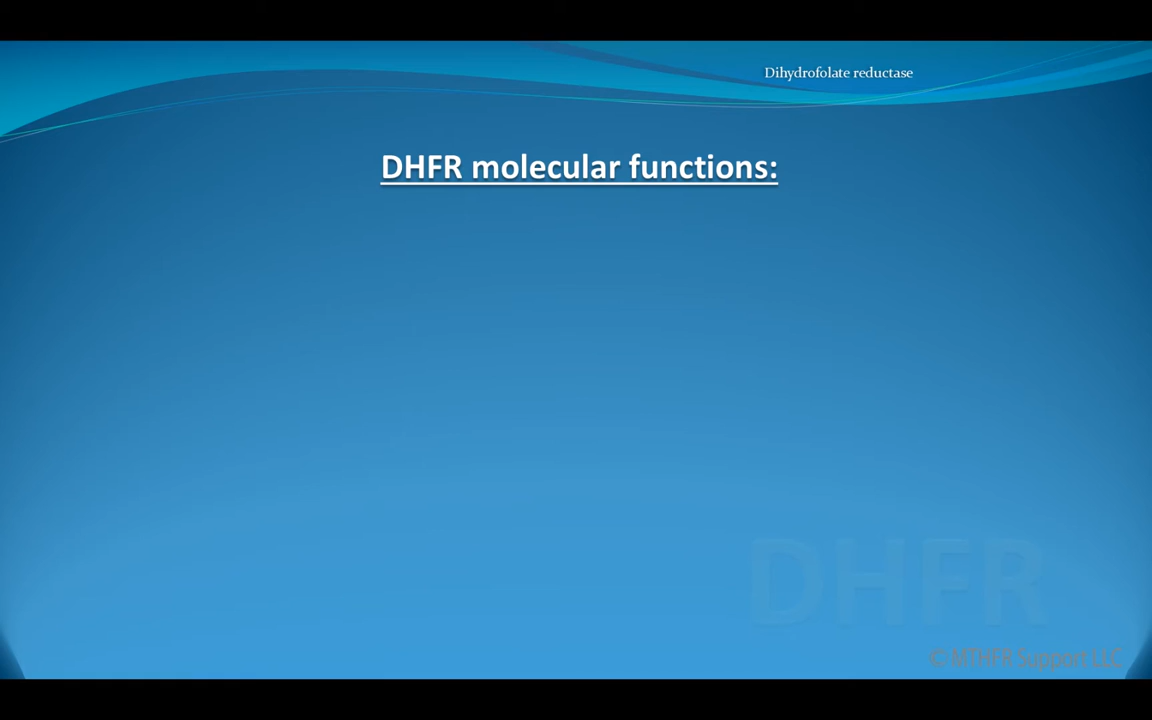 Dihydrofolate reductase
DHFR molecular functions:
DHFR
© MTHFR Support LLC